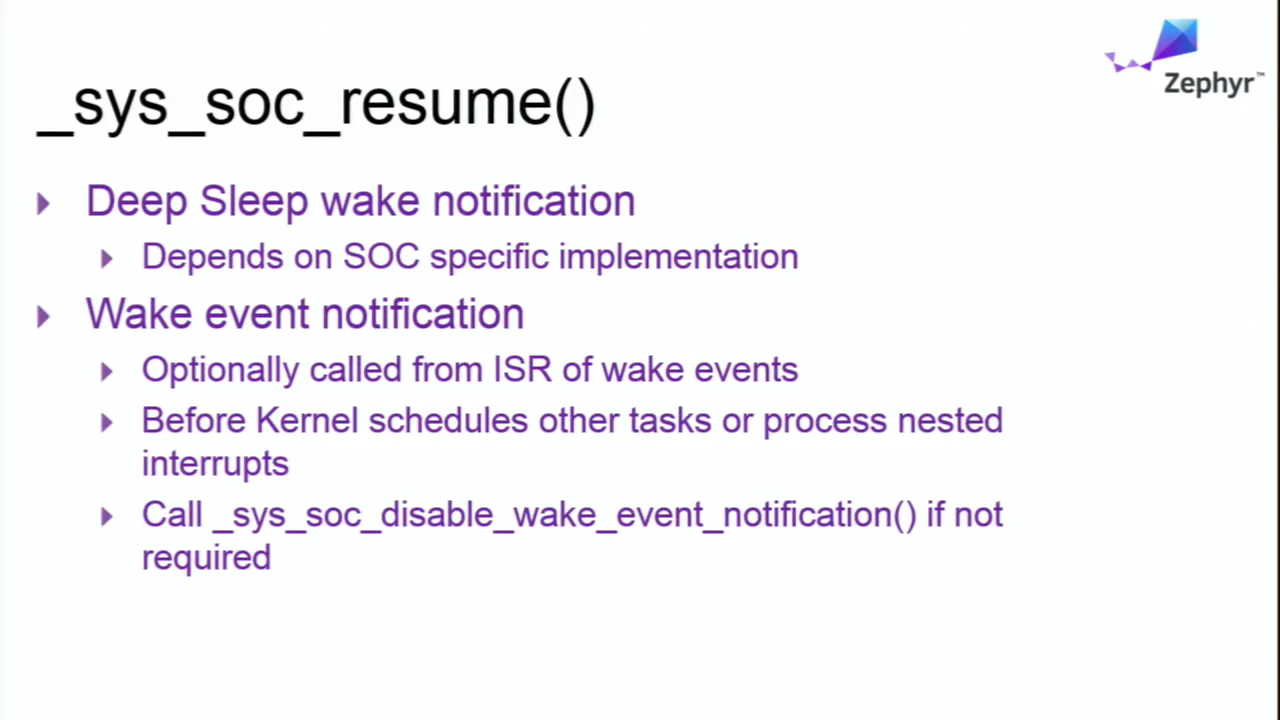 Zephyr™
_sys_soc_resume()
Deep Sleep wake notification
Depends on SOC specific implementation
Wake event notification
Optionally called from ISR of wake events
Before Kernel schedules other tasks or process nested
interrupts
Call _sys_soc_disable_wake_event_notification() if not
required